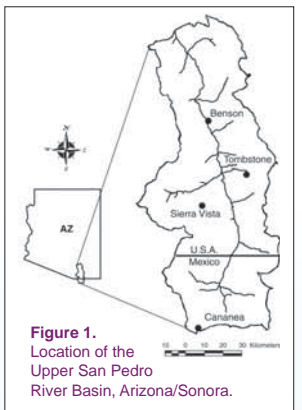 N
W
E
S
Benson
Tombstone
AZ
Sierra Vista
U.S.A.
Mexico
Cananea
10 0 10 20 30 Kilometers
Figure 1.
Location of the
Upper San Pedro
River Basin, Arizona/Sonora.